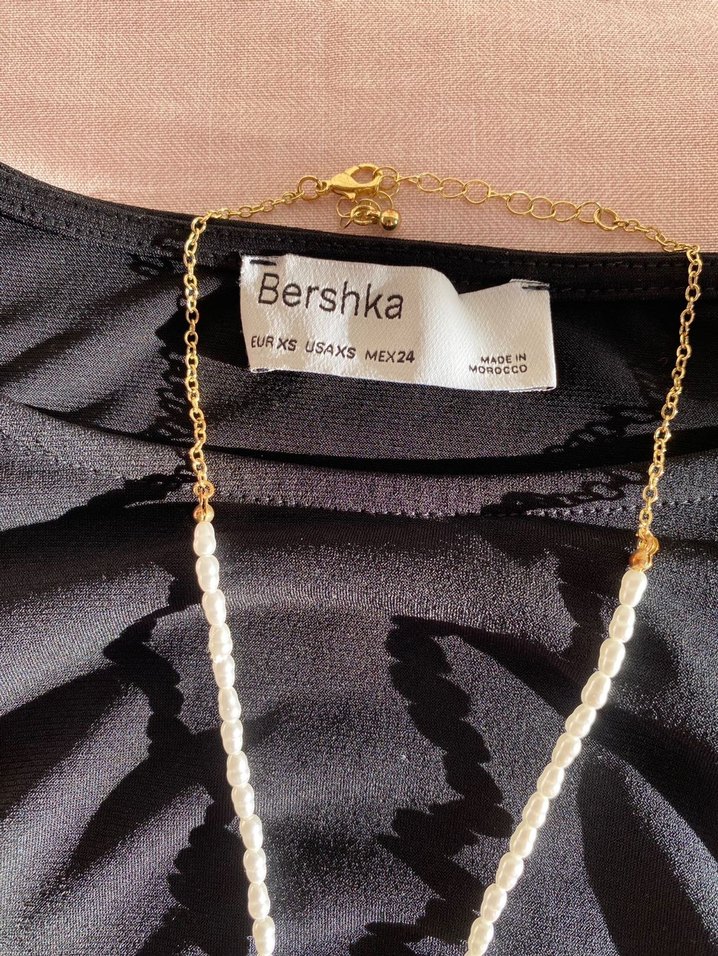 Bershka
EUR XS USA XS MEX 24
MADE IN
MOROCCO